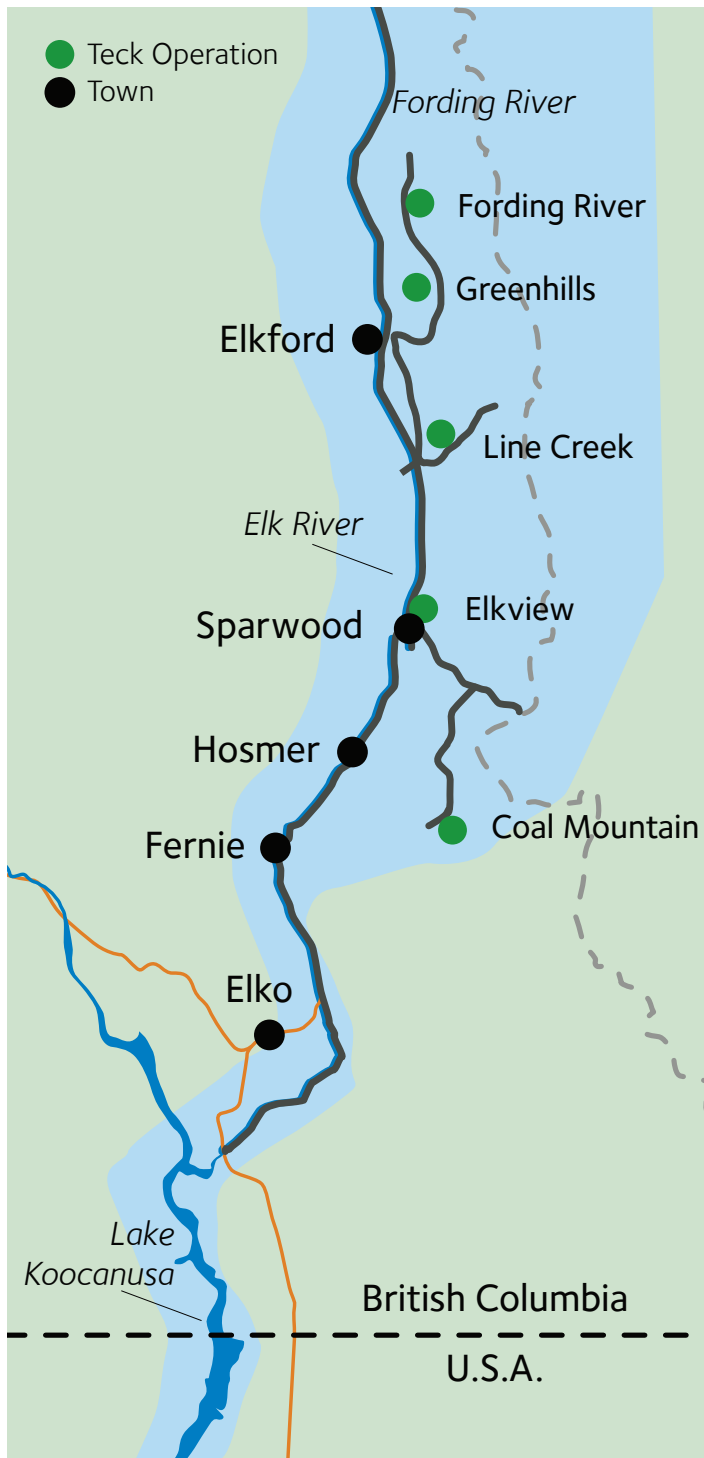 Teck Operation
Town
Fording River
Fording River
Greenhills
Elkford
Line Creek
Elk River
Elkview
Sparwood
Hosmer
Coal Mountain
Fernie
Elko
Lake
Koocanusa
British Columbia
U.S.A.